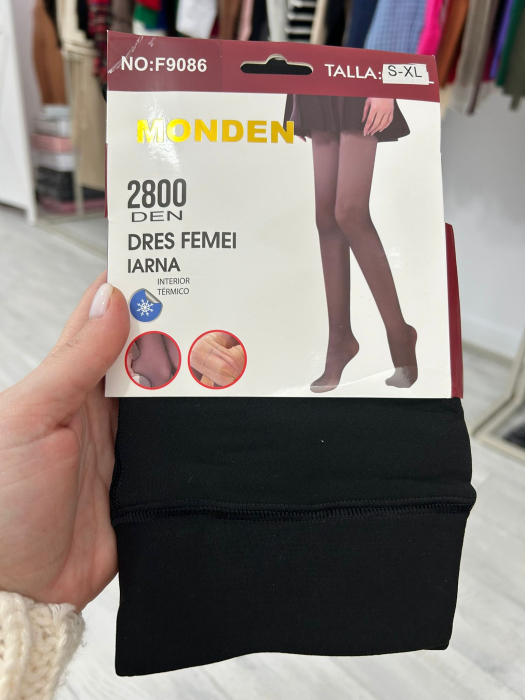 NO:F9086
TALLA: S-XL
MONDEN
2800
DEN
DRES FEMEI
IARNA
INTERIOR
TÉRMICO